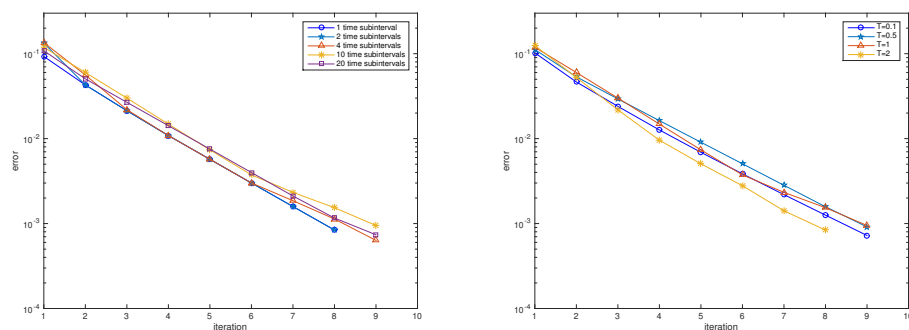 1 time subinterval
2 time subintervals
4 time subintervals
10 time subintervals
20 time subintervals
10⁻¹
10⁻²
10⁻³
10⁻⁴
error
1 2 3 4 5 6 7 8 9 10
iteration
T=0.1
T=0.5
T=1
T=2
10⁻¹
10⁻²
10⁻³
10⁻⁴
error
1 2 3 4 5 6 7 8 9 10
iteration